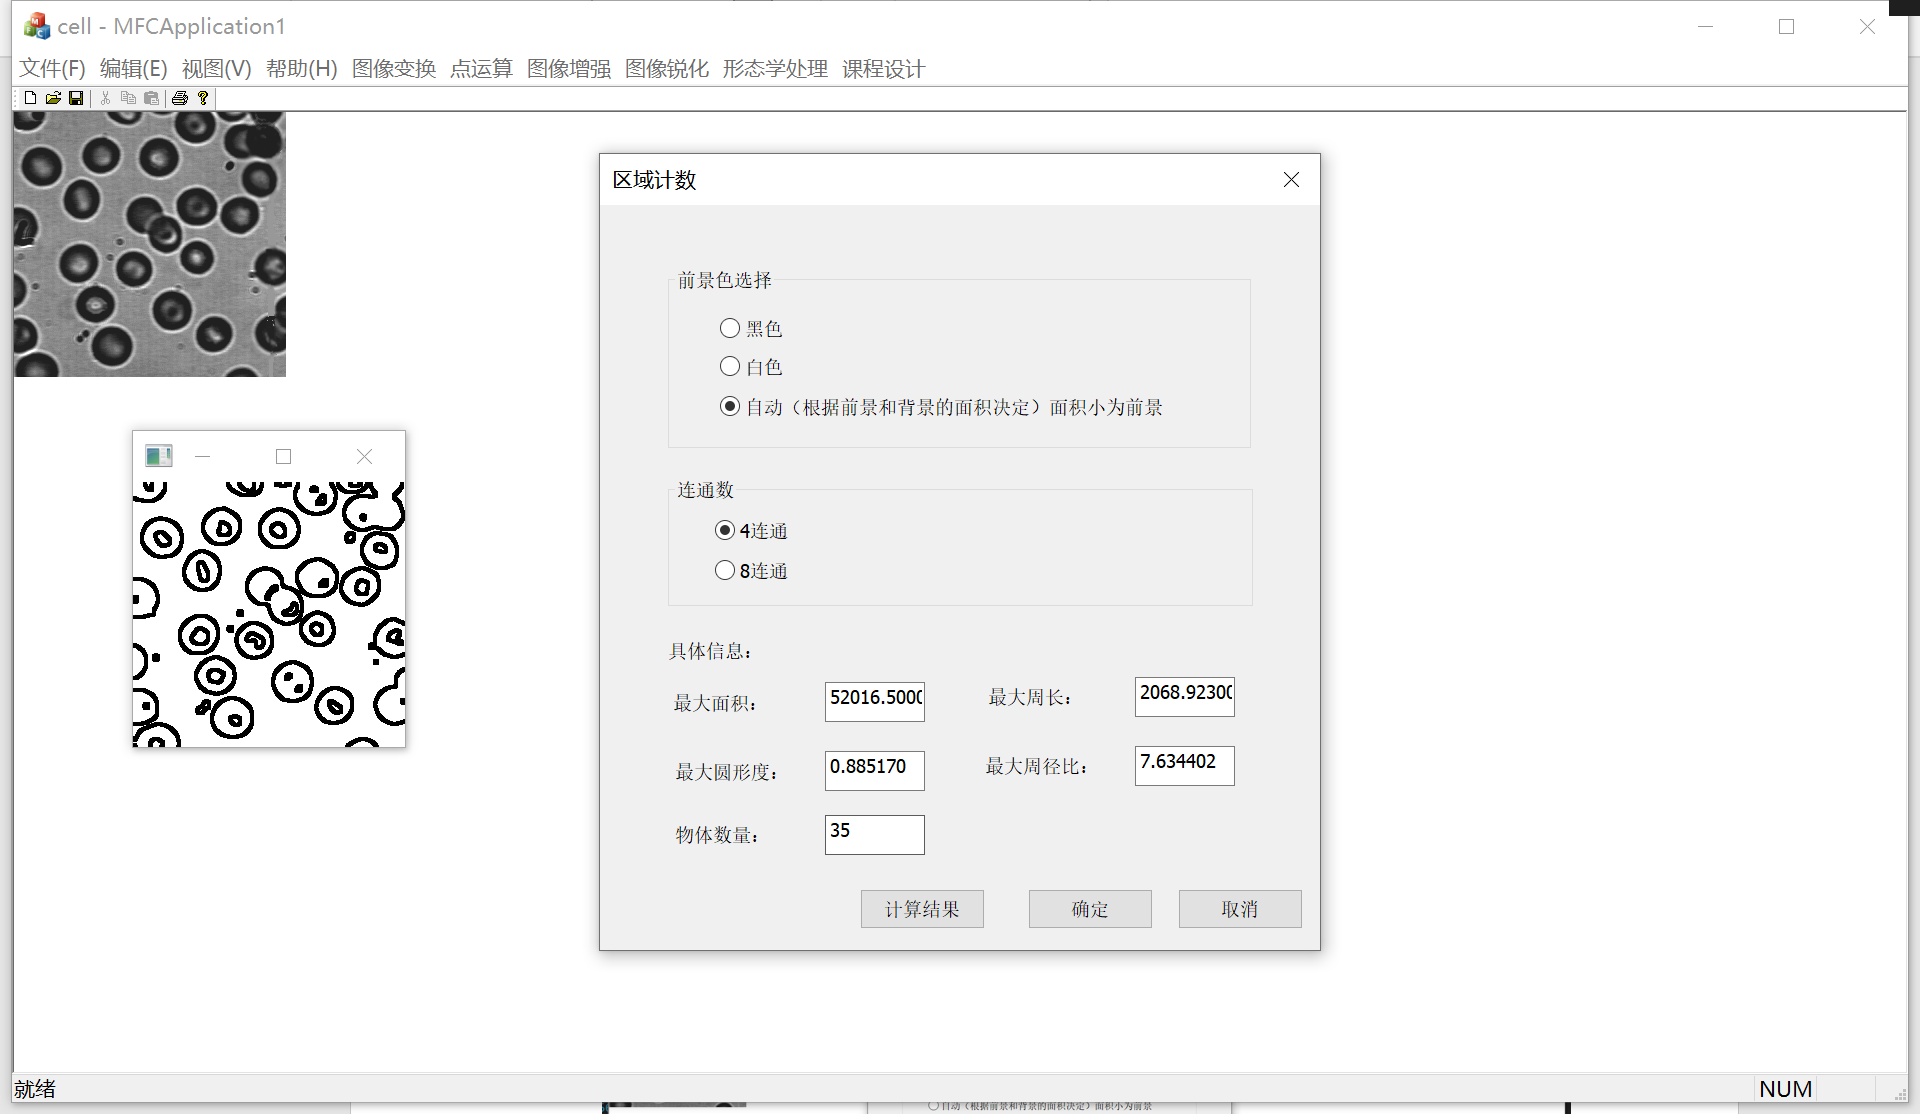 cell - MFCApplication1
文件(F) 编辑(E) 视图(V) 帮助(H) 图像变换 点运算 图像增强 图像锐化 形态学处理 课程设计
区域计数
前景色选择
黑色
白色
自动（根据前景和背景的面积决定）面积小为前景
连通数
4连通
8连通
具体信息：
最大面积： 52016.500 最大周长： 2068.9230
最大圆形度： 0.885170 最大周径比： 7.634402
物体数量： 35
计算结果 确定 取消
就绪 NUM
自动（根据前景和背景的面积决定）面积小为前景